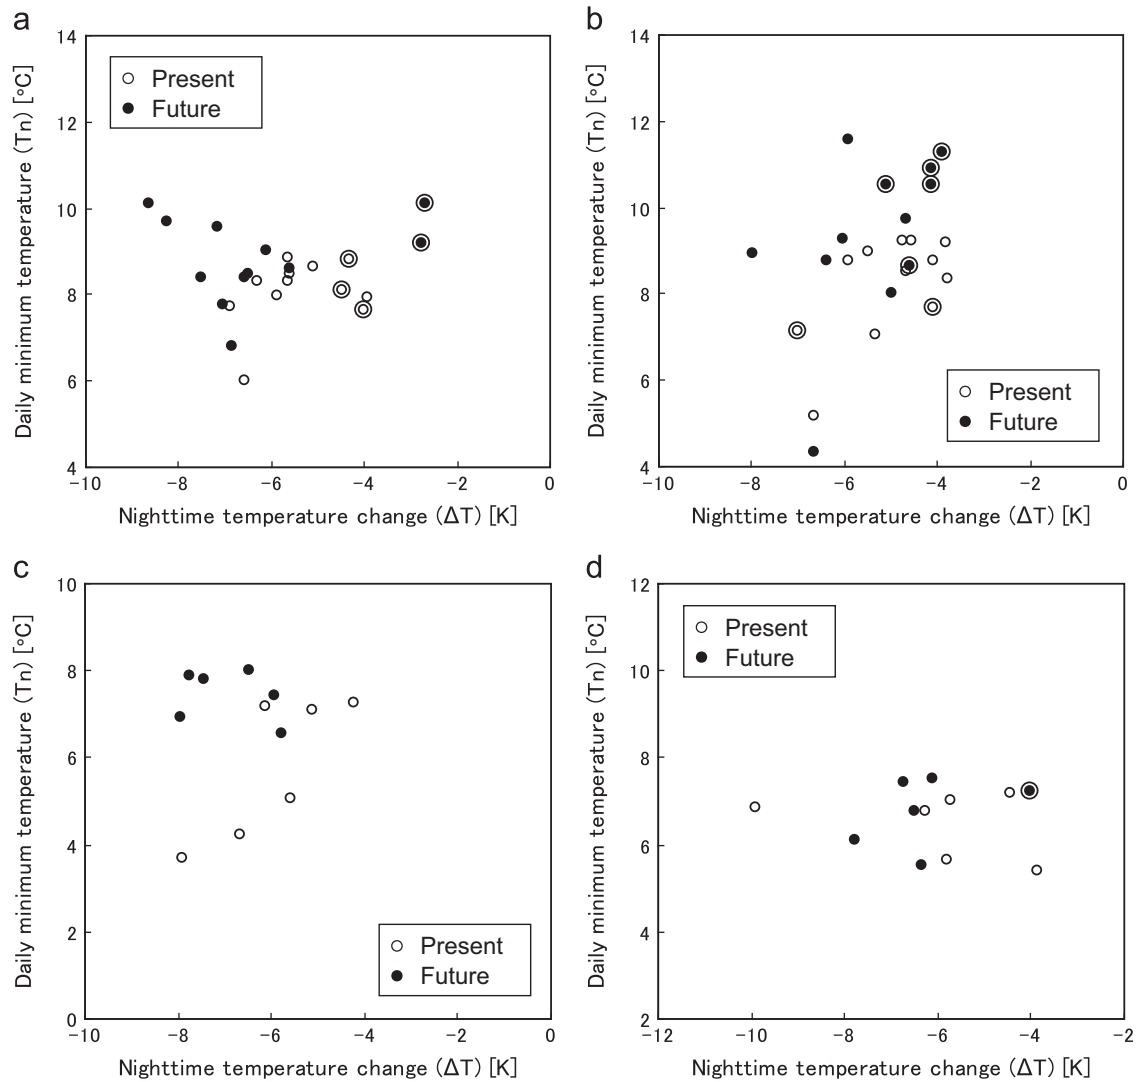 a
Daily minimum temperature (Tn) [°C]
14
12
10
8
6
4
Present
Future
-10
-8
-6
-4
-2
0
Nighttime temperature change (ΔT) [K]
b
Daily minimum temperature (Tn) [°C]
14
12
10
8
6
4
Present
Future
-10
-8
-6
-4
-2
0
Nighttime temperature change (ΔT) [K]
c
Daily minimum temperature (Tn) [°C]
10
8
6
4
2
0
Present
Future
-10
-8
-6
-4
-2
0
Nighttime temperature change (ΔT) [K]
d
Daily minimum temperature (Tn) [°C]
12
10
8
6
4
2
Present
Future
-12
-10
-8
-6
-4
-2
Nighttime temperature change (ΔT) [K]